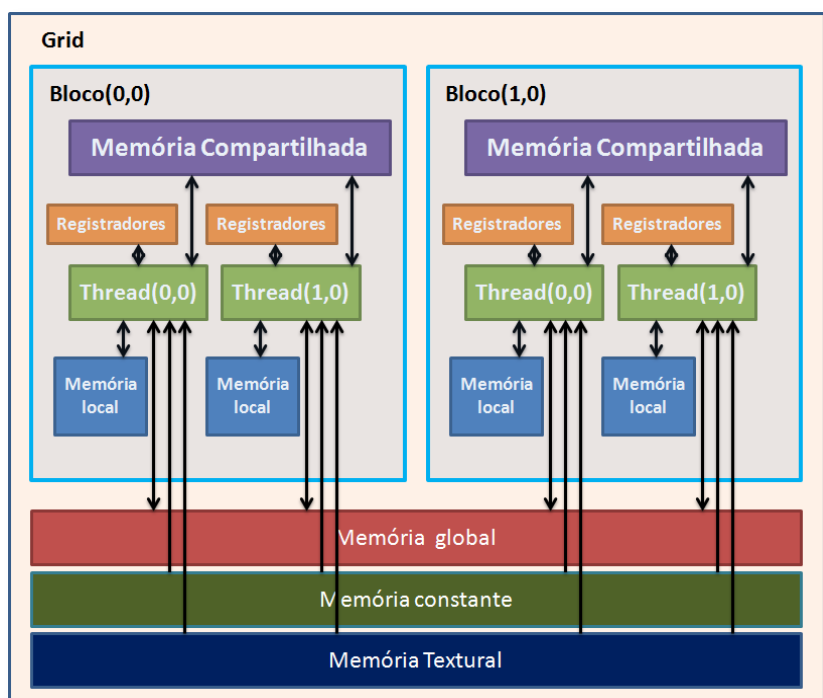 Grid
Bloco(0,0)
Memória Compartilhada
Registradores
Registradores
Thread(0,0)
Thread(1,0)
Memória
local
Memória
local
Bloco(1,0)
Memória Compartilhada
Registradores
Registradores
Thread(0,0)
Thread(1,0)
Memória
local
Memória
local
Memória global
Memória constante
Memória Textural